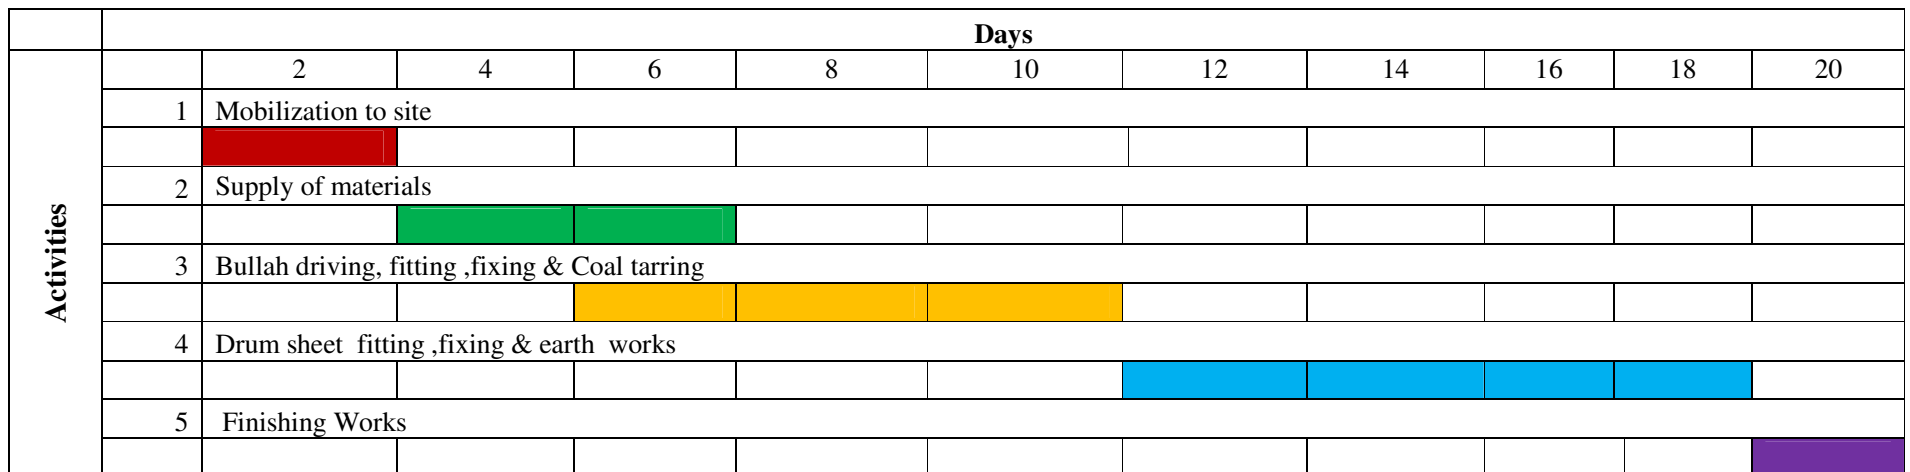 Days
Activities
2 4 6 8 10 12 14 16 18 20
1 Mobilization to site
2 Supply of materials
3 Bullah driving, fitting ,fixing & Coal tarring
4 Drum sheet fitting ,fixing & earth works
5 Finishing Works